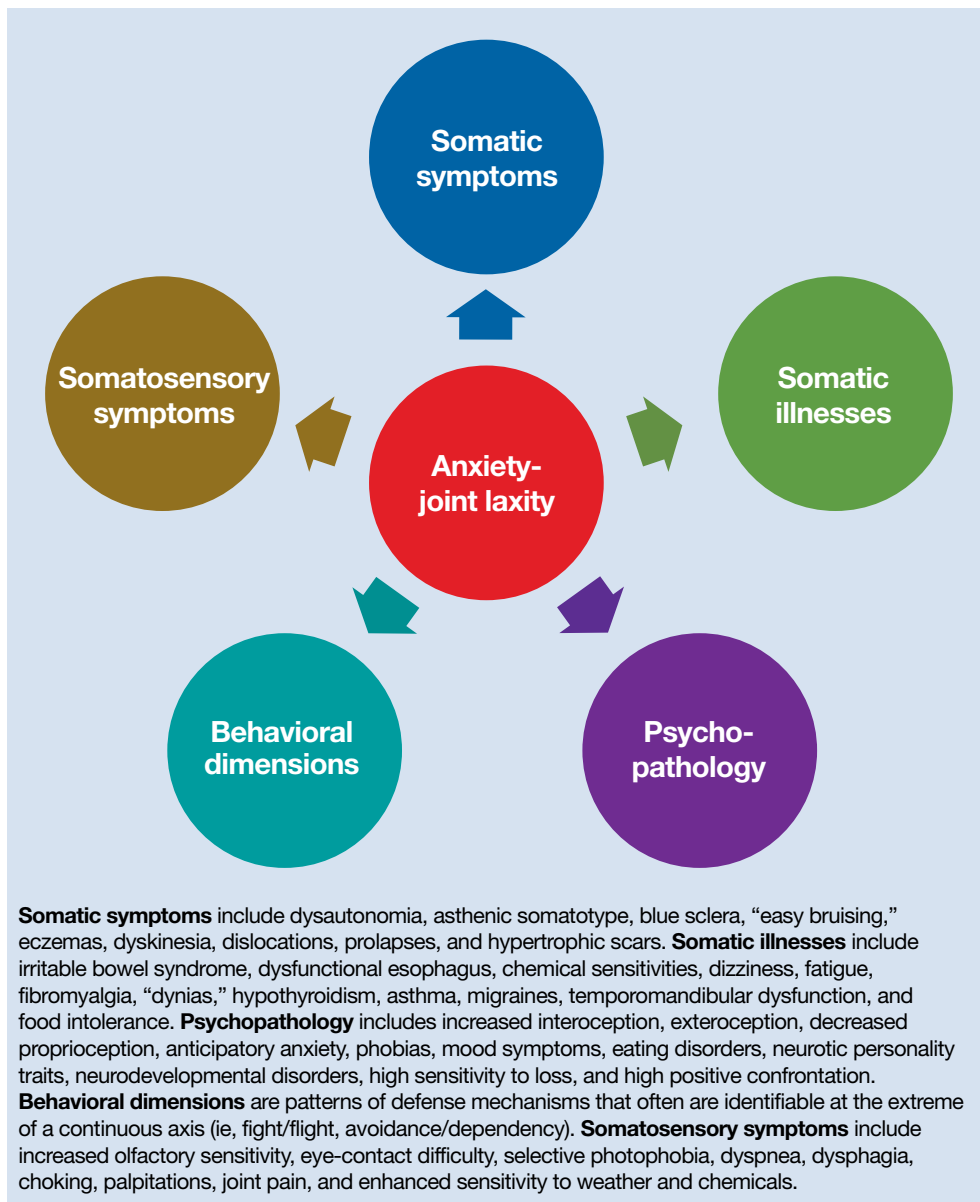 Somatic
symptoms
Somatosensory
symptoms
Somatic
illnesses
Anxiety-
joint laxity
Behavioral
dimensions
Psycho-
pathology
Somatic symptoms include dysautonomia, asthenic somatotype, blue sclera, “easy bruising,”
eczemas, dyskinesia, dislocations, prolapses, and hypertrophic scars. Somatic illnesses include
irritable bowel syndrome, dysfunctional esophagus, chemical sensitivities, dizziness, fatigue,
fibromyalgia, “dynias,” hypothyroidism, asthma, migraines, temporomandibular dysfunction, and
food intolerance. Psychopathology includes increased interoception, exteroception, decreased
proprioception, anticipatory anxiety, phobias, mood symptoms, eating disorders, neurotic personality
traits, neurodevelopmental disorders, high sensitivity to loss, and high positive confrontation.
Behavioral dimensions are patterns of defense mechanisms that often are identifiable at the extreme
of a continuous axis (ie, fight/flight, avoidance/dependency). Somatosensory symptoms include
increased olfactory sensitivity, eye-contact difficulty, selective photophobia, dyspnea, dysphagia,
choking, palpitations, joint pain, and enhanced sensitivity to weather and chemicals.